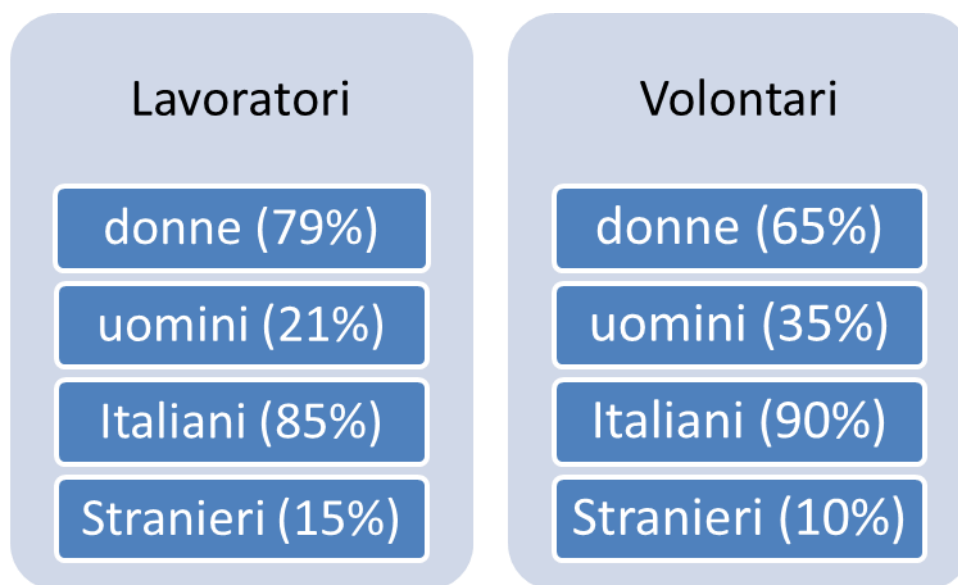 Lavoratori
donne (79%)
uomini (21%)
Italiani (85%)
Stranieri (15%)
Volontari
donne (65%)
uomini (35%)
Italiani (90%)
Stranieri (10%)